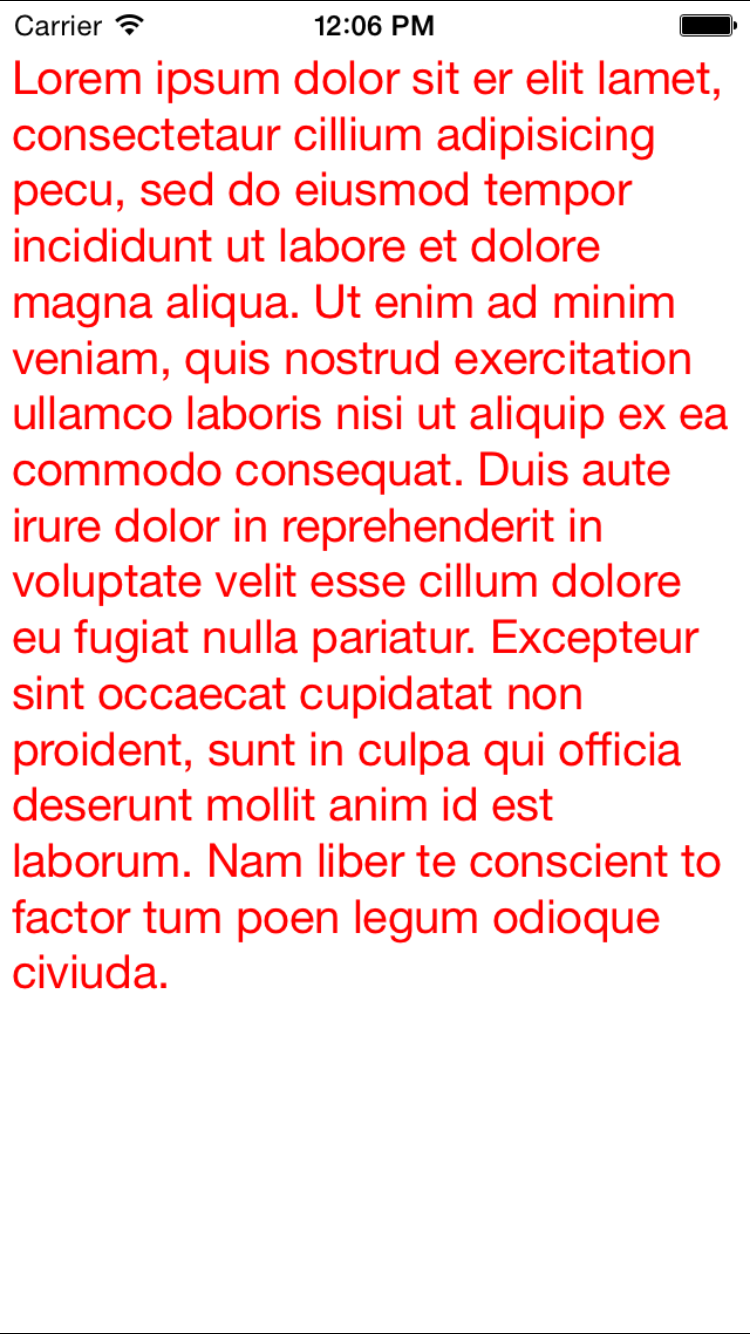 Carrier 12:06 PM
Lorem ipsum dolor sit er elit lamet,
consectetaur cillium adipisicing
pecu, sed do eiusmod tempor
incididunt ut labore et dolore
magna aliqua. Ut enim ad minim
veniam, quis nostrud exercitation
ullamco laboris nisi ut aliquip ex ea
commodo consequat. Duis aute
irure dolor in reprehenderit in
voluptate velit esse cillum dolore
eu fugiat nulla pariatur. Excepteur
sint occaecat cupidatat non
proident, sunt in culpa qui officia
deserunt mollit anim id est
laborum. Nam liber te conscient to
factor tum poen legum odioque
civiuda.